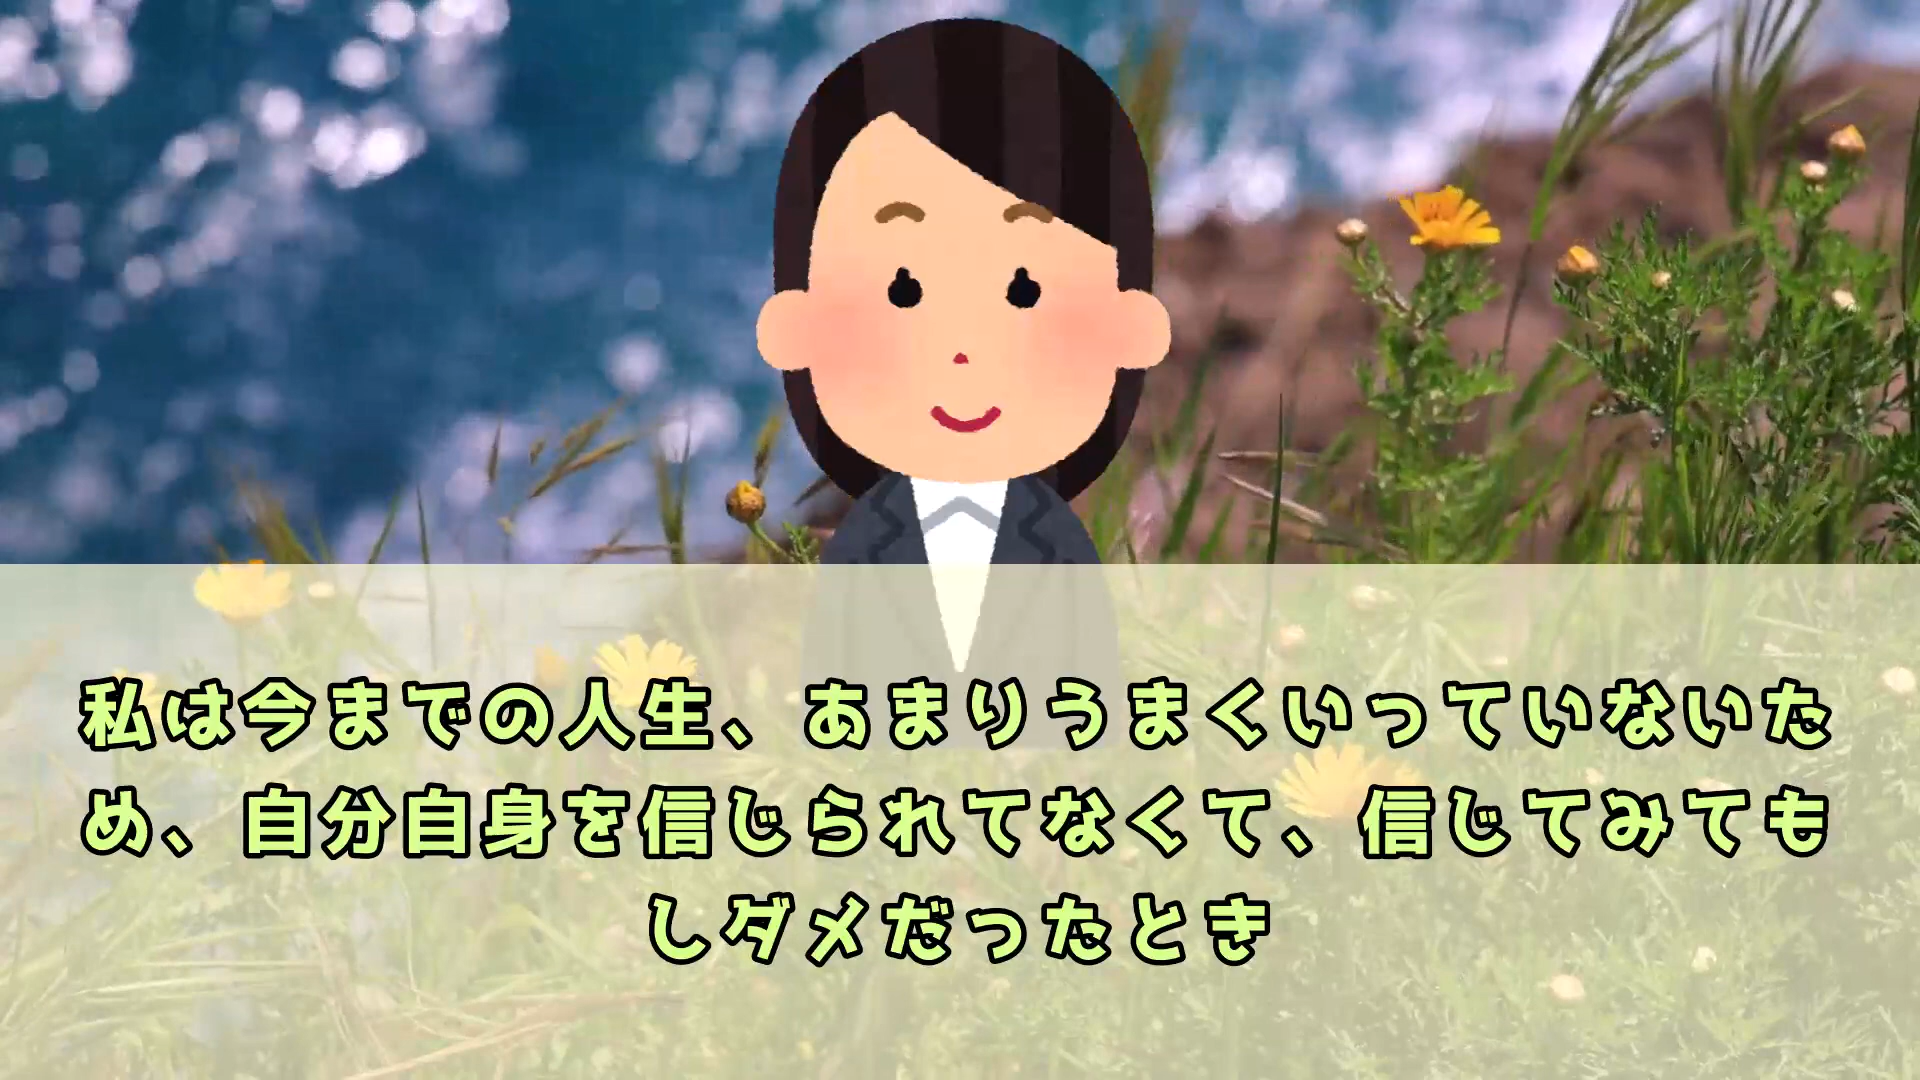 私は今までの人生、あまりうまくいっていないた
め、自分自身を信じられてなくて、信じてみても
しダメだったとき